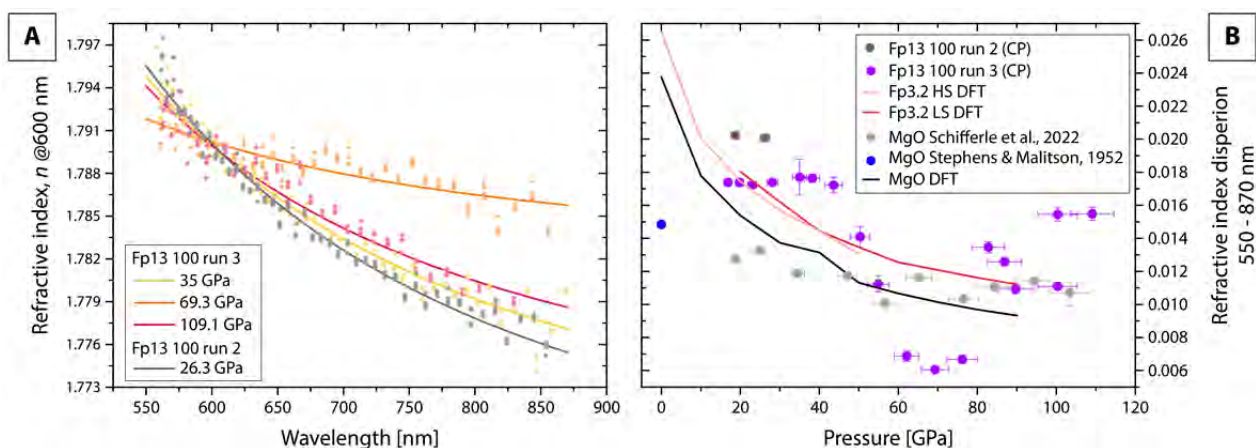 A
Refractive index, n @600 nm
1.797
1.794
1.791
1.788
1.785
1.782
1.779
1.776
1.773
Fp13 100 run 3
35 GPa
69.3 GPa
109.1 GPa
Fp13 100 run 2
26.3 GPa
550 600 650 700 750 800 850 900
Wavelength [nm]
B
Fp13 100 run 2 (CP)
Fp13 100 run 3 (CP)
Fp3.2 HS DFT
Fp3.2 LS DFT
MgO Schifferle et al., 2022
MgO Stephens & Malitson, 1952
MgO DFT
0.026
0.024
0.022
0.020
0.018
0.016
0.014
0.012
0.010
0.008
0.006
Refractive index disperion
550 - 870 nm
0 20 40 60 80 100 120
Pressure [GPa]